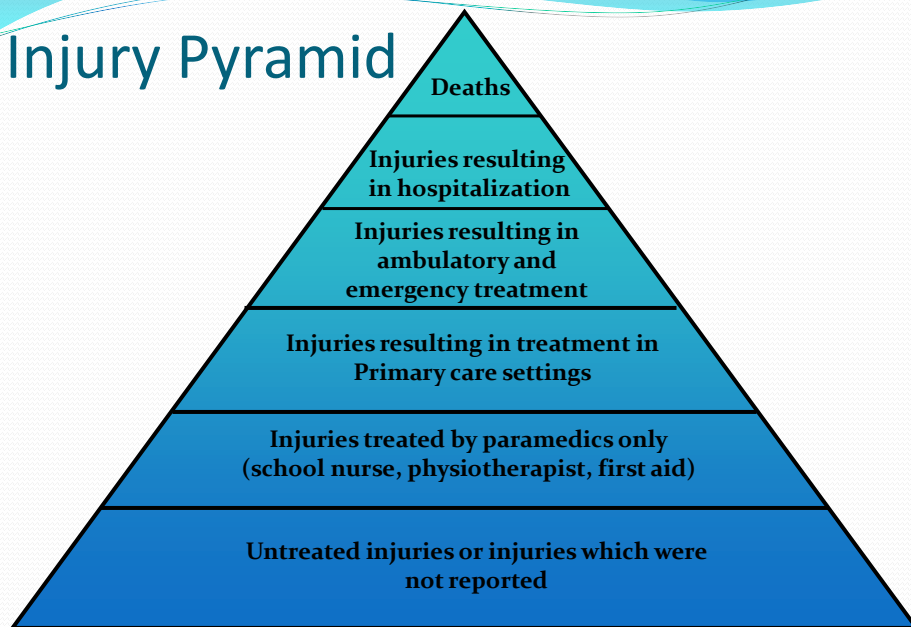 Injury Pyramid
Deaths
Injuries resulting
in hospitalization
Injuries resulting in
ambulatory and
emergency treatment
Injuries resulting in treatment in
Primary care settings
Injuries treated by paramedics only
(school nurse, physiotherapist, first aid)
Untreated injuries or injuries which were
not reported